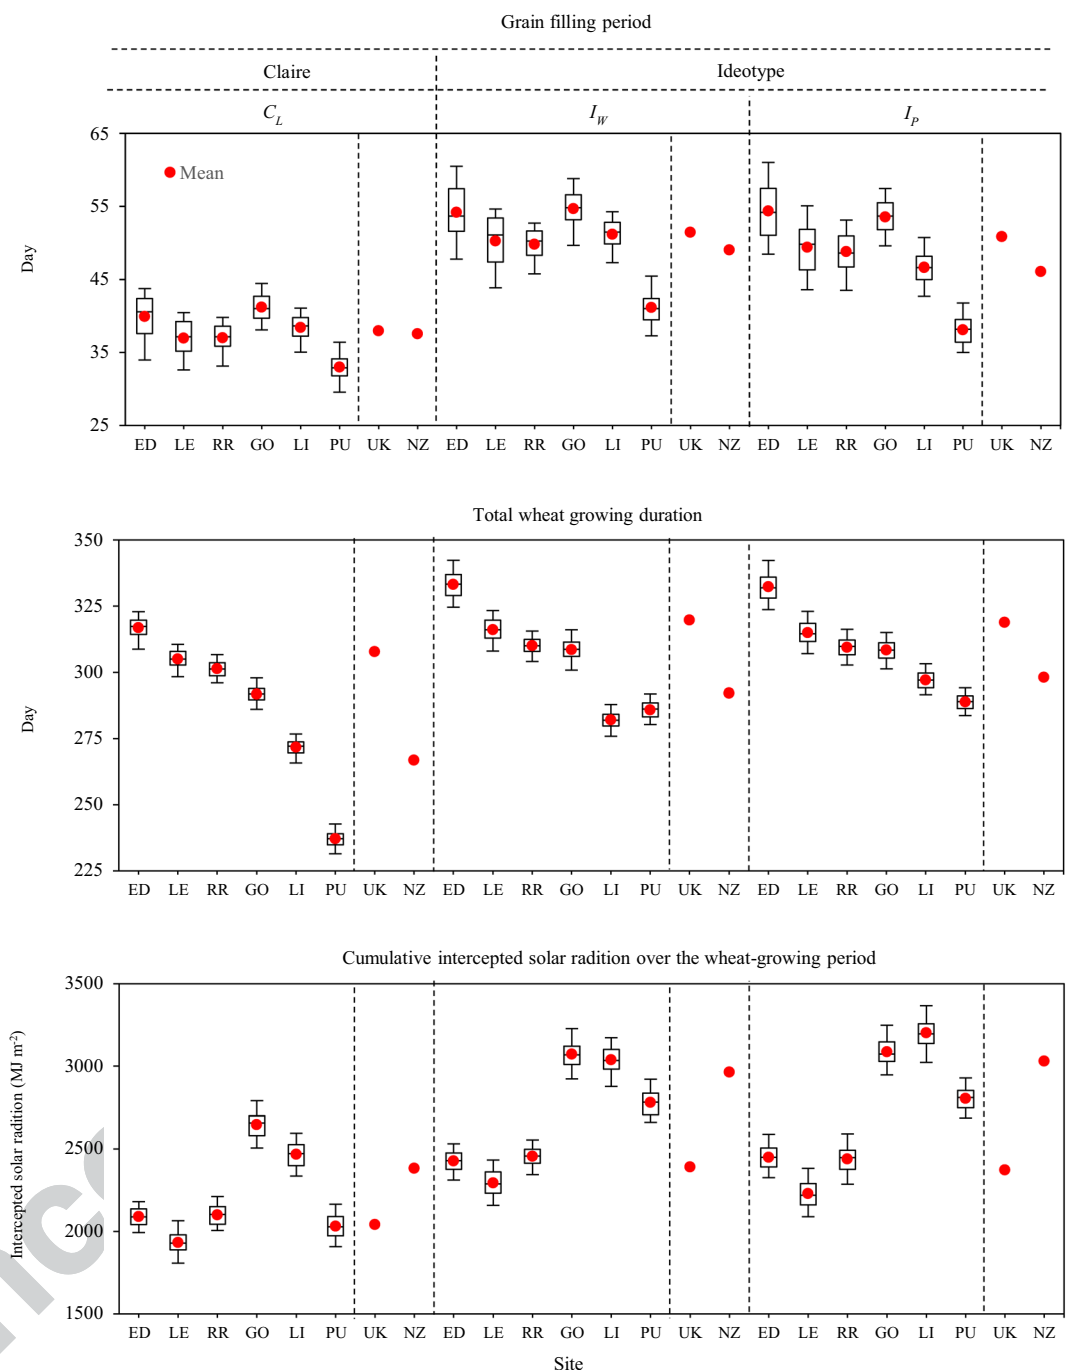 Grain filling period
Claire Ideotype
C_L I_W I_P
65
55
45
35
25
Day
Mean
ED LE RR GO LI PU UK NZ ED LE RR GO LI PU UK NZ ED LE RR GO LI PU UK NZ
Total wheat growing duration
350
325
300
275
250
225
Day
ED LE RR GO LI PU UK NZ ED LE RR GO LI PU UK NZ ED LE RR GO LI PU UK NZ
Cumulative intercepted solar radition over the wheat-growing period
3500
3000
2500
2000
1500
Intercepted solar radition (MJ m⁻²)
ED LE RR GO LI PU UK NZ ED LE RR GO LI PU UK NZ ED LE RR GO LI PU UK NZ
Site